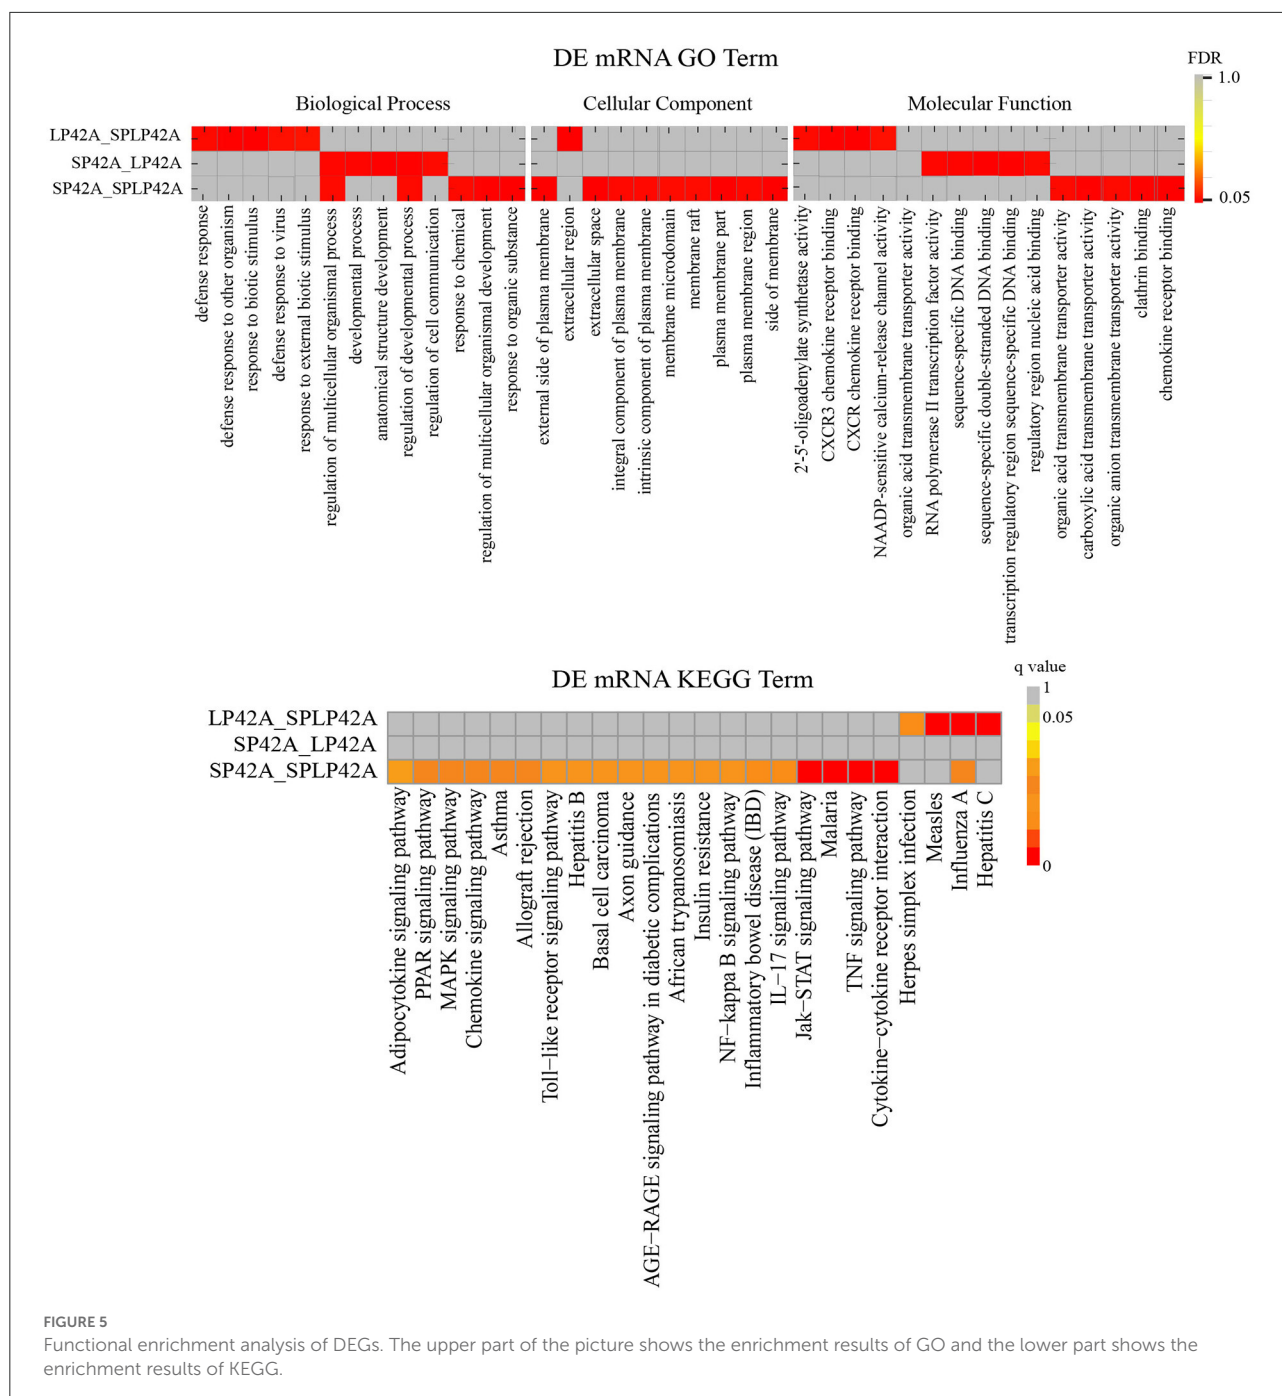 DE mRNA GO Term
FDR
1.0
0.05
Biological Process
Cellular Component
Molecular Function
LP42A_SPLP42A
SP42A_LP42A
SP42A_SPLP42A
defense response
defense response to other organism
response to biotic stimulus
defense response to virus
response to external biotic stimulus
regulation of multicellular organismal process
developmental process
anatomical structure development
regulation of developmental process
regulation of cell communication
response to chemical
regulation of multicellular organismal development
response to organic substance
external side of plasma membrane
extracellular region
extracellular space
integral component of plasma membrane
intrinsic component of plasma membrane
membrane microdomain
membrane raft
plasma membrane part
plasma membrane region
side of membrane
2'-5'-oligoadenylate synthetase activity
CXCR3 chemokine receptor binding
CXCR chemokine receptor binding
NAADP-sensitive calcium-release channel activity
organic acid transmembrane transporter activity
RNA polymerase II transcription factor activity
sequence-specific DNA binding
sequence-specific double-stranded DNA binding
transcription regulatory region sequence-specific DNA binding
regulatory region nucleic acid binding
organic acid transmembrane transporter activity
carboxylic acid transmembrane transporter activity
organic anion transmembrane transporter activity
clathrin binding
chemokine receptor binding
DE mRNA KEGG Term
q value
1
0.05
0
LP42A_SPLP42A
SP42A_LP42A
SP42A_SPLP42A
Adipocytokine signaling pathway
PPAR signaling pathway
MAPK signaling pathway
Chemokine signaling pathway
Asthma
Allograft rejection
Toll−like receptor signaling pathway
Hepatitis B
Basal cell carcinoma
Axon guidance
AGE−RAGE signaling pathway in diabetic complications
African trypanosomiasis
Insulin resistance
NF−kappa B signaling pathway
Inflammatory bowel disease (IBD)
IL−17 signaling pathway
Jak−STAT signaling pathway
Malaria
TNF signaling pathway
Cytokine−cytokine receptor interaction
Herpes simplex infection
Measles
Influenza A
Hepatitis C
FIGURE 5
Functional enrichment analysis of DEGs. The upper part of the picture shows the enrichment results of GO and the lower part shows the
enrichment results of KEGG.